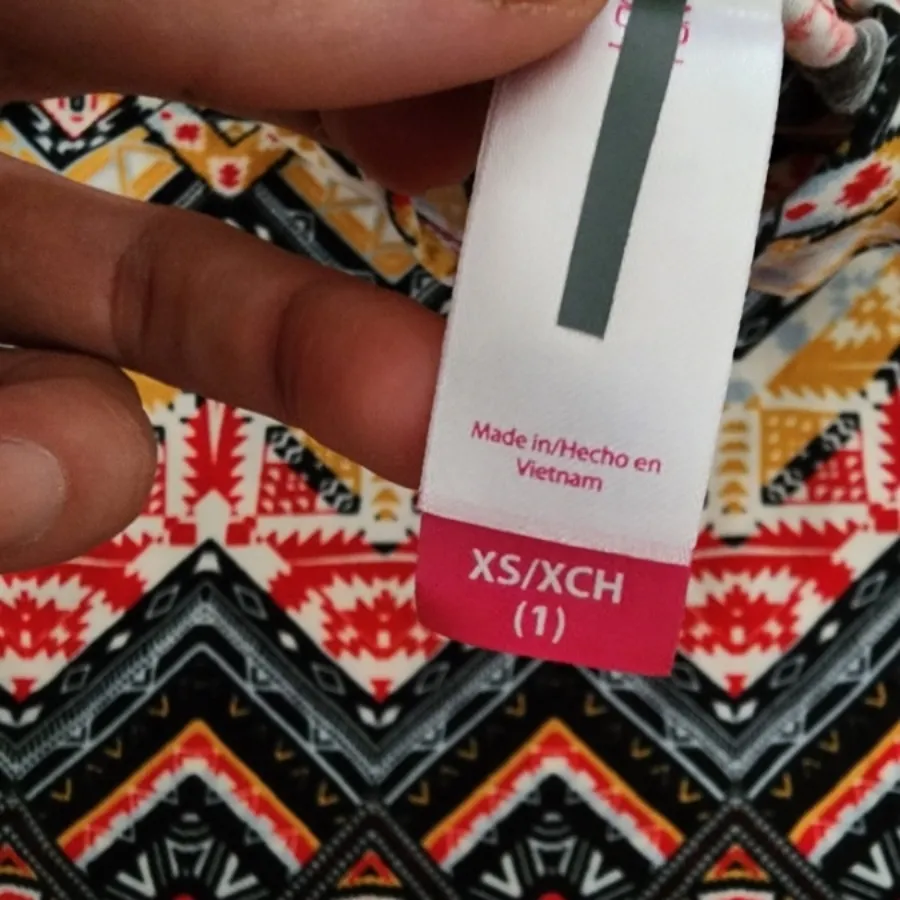 Made in/Hecho en
Vietnam
XS/XCH
(1)